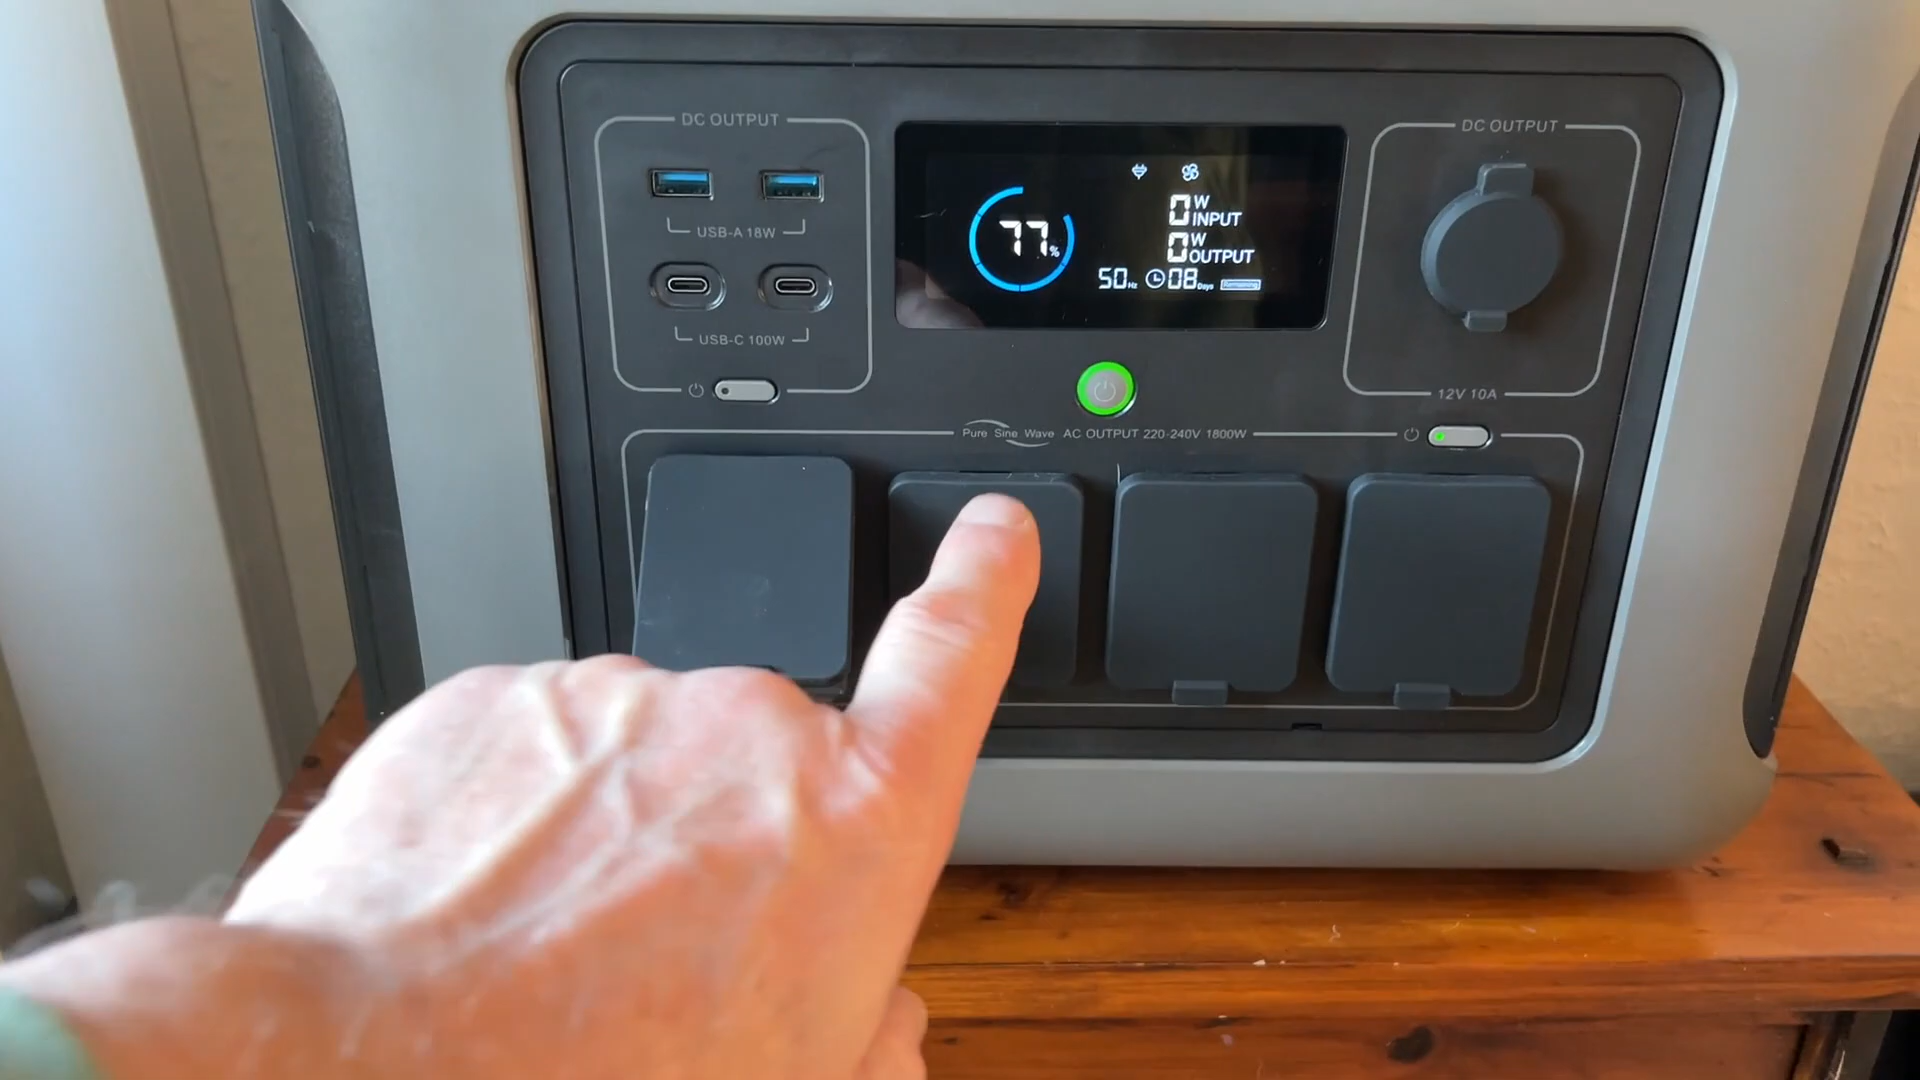 DC OUTPUT
USB-A 18W
USB-C 100W
77%
0W
INPUT
0W
OUTPUT
50Hz 08Days Remaining
DC OUTPUT
12V 10A
Pure Sine Wave AC OUTPUT 220-240V 1800W